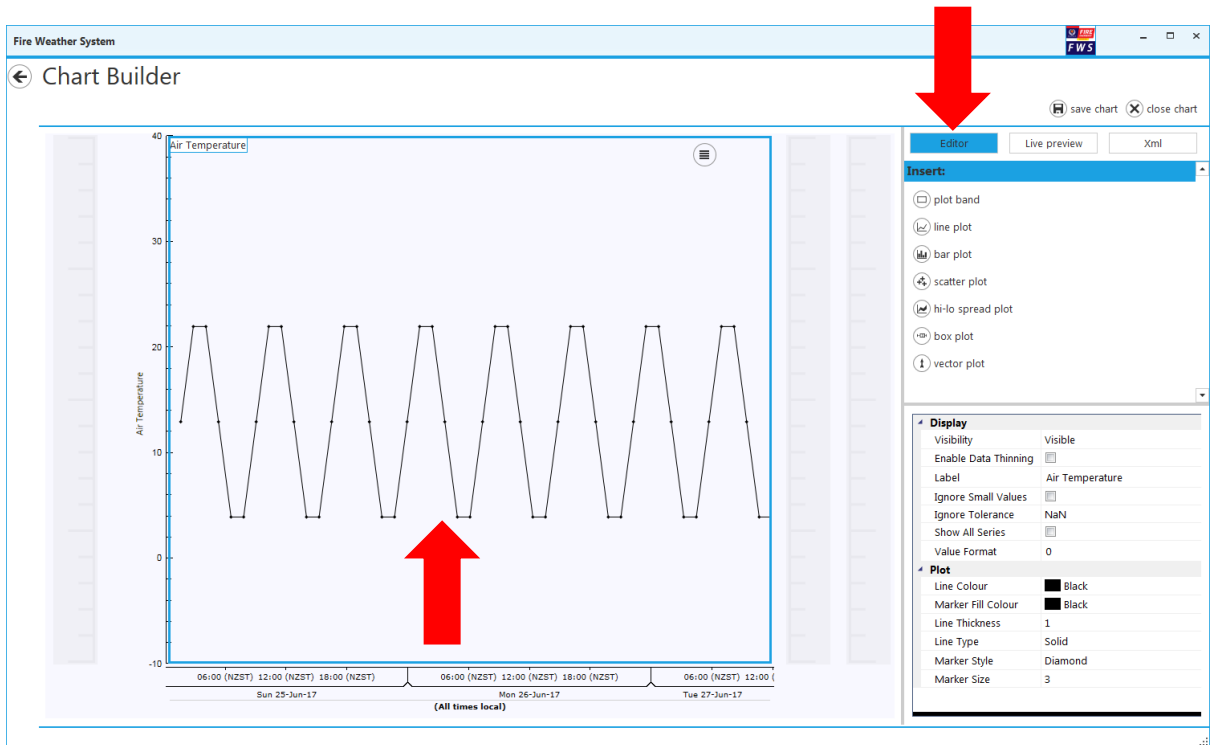 Fire Weather System
FIRE
FWS
Chart Builder
save chart
close chart
Editor
Live preview
Xml
Insert:
plot band
line plot
bar plot
scatter plot
hi-lo spread plot
box plot
vector plot
Air Temperature
40
30
20
10
0
-10
Air Temperature
06:00 (NZST) 12:00 (NZST) 18:00 (NZST) 06:00 (NZST) 12:00 (NZST) 18:00 (NZST) 06:00 (NZST) 12:00 (
Sun 25-Jun-17 Mon 26-Jun-17 Tue 27-Jun-17
(All times local)
Display
Visibility Visible
Enable Data Thinning
Label Air Temperature
Ignore Small Values
Ignore Tolerance NaN
Show All Series
Value Format 0
Plot
Line Colour Black
Marker Fill Colour Black
Line Thickness 1
Line Type Solid
Marker Style Diamond
Marker Size 3